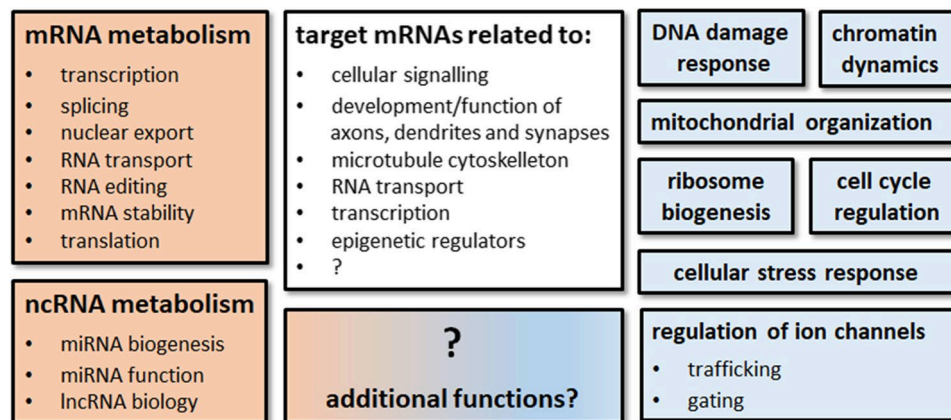 mRNA metabolism
• transcription
• splicing
• nuclear export
• RNA transport
• RNA editing
• mRNA stability
• translation
ncRNA metabolism
• miRNA biogenesis
• miRNA function
• lncRNA biology
target mRNAs related to:
• cellular signalling
• development/function of
axons, dendrites and synapses
• microtubule cytoskelleton
• RNA transport
• transcription
• epigenetic regulators
• ?
?
additional functions?
DNA damage
response
chromatin
dynamics
mitochondrial organization
ribosome
biogenesis
cell cycle
regulation
cellular stress response
regulation of ion channels
• trafficking
• gating